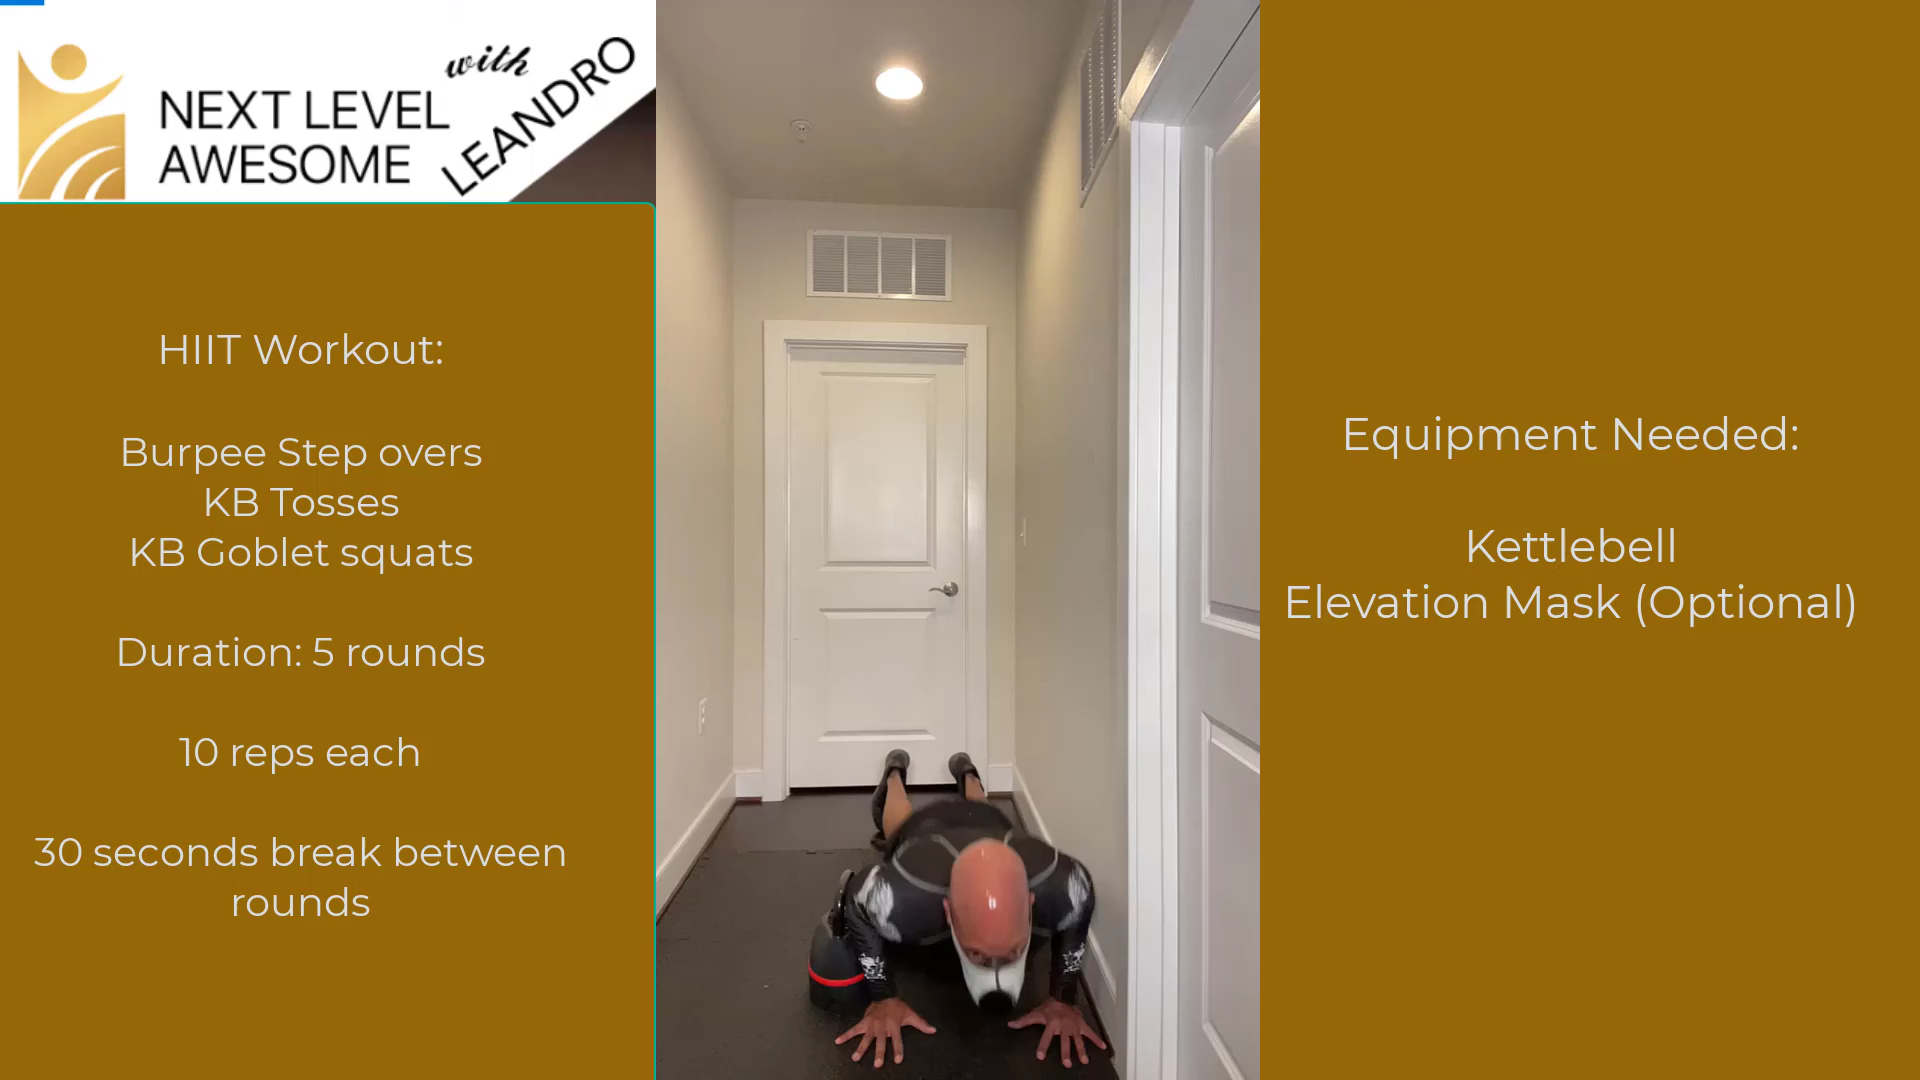 with
LEANDRO
NEXT LEVEL
AWESOME
HIIT Workout:
Burpee Step overs
KB Tosses
KB Goblet squats
Duration: 5 rounds
10 reps each
30 seconds break between
rounds
Equipment Needed:
Kettlebell
Elevation Mask (Optional)